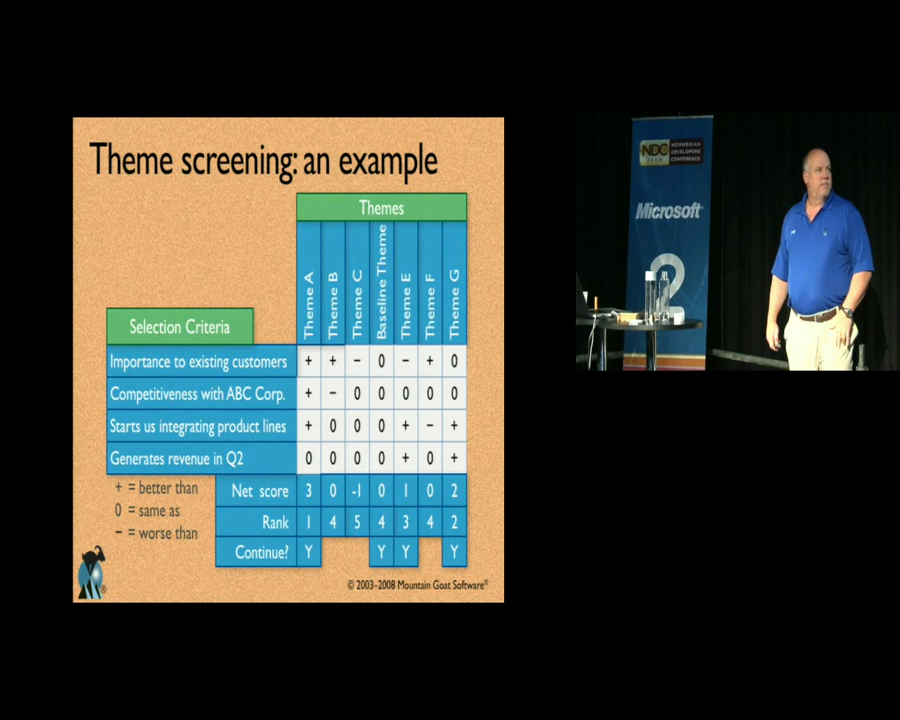 Theme screening: an example
Themes
Theme A
Theme B
Theme C
Baseline Theme
Theme E
Theme F
Theme G
Selection Criteria
Importance to existing customers + + − 0 − + 0
Competitiveness with ABC Corp. + − 0 0 0 0 0
Starts us integrating product lines + 0 0 0 + − +
Generates revenue in Q2 0 0 0 0 + 0 +
+ = better than
0 = same as
− = worse than
Net score 3 0 -1 0 1 0 2
Rank 1 4 5 4 3 4 2
Continue? Y Y Y Y
© 2003–2008 Mountain Goat Software®
NDC
NORWEGIAN
DEVELOPERS
CONFERENCE
Microsoft
2